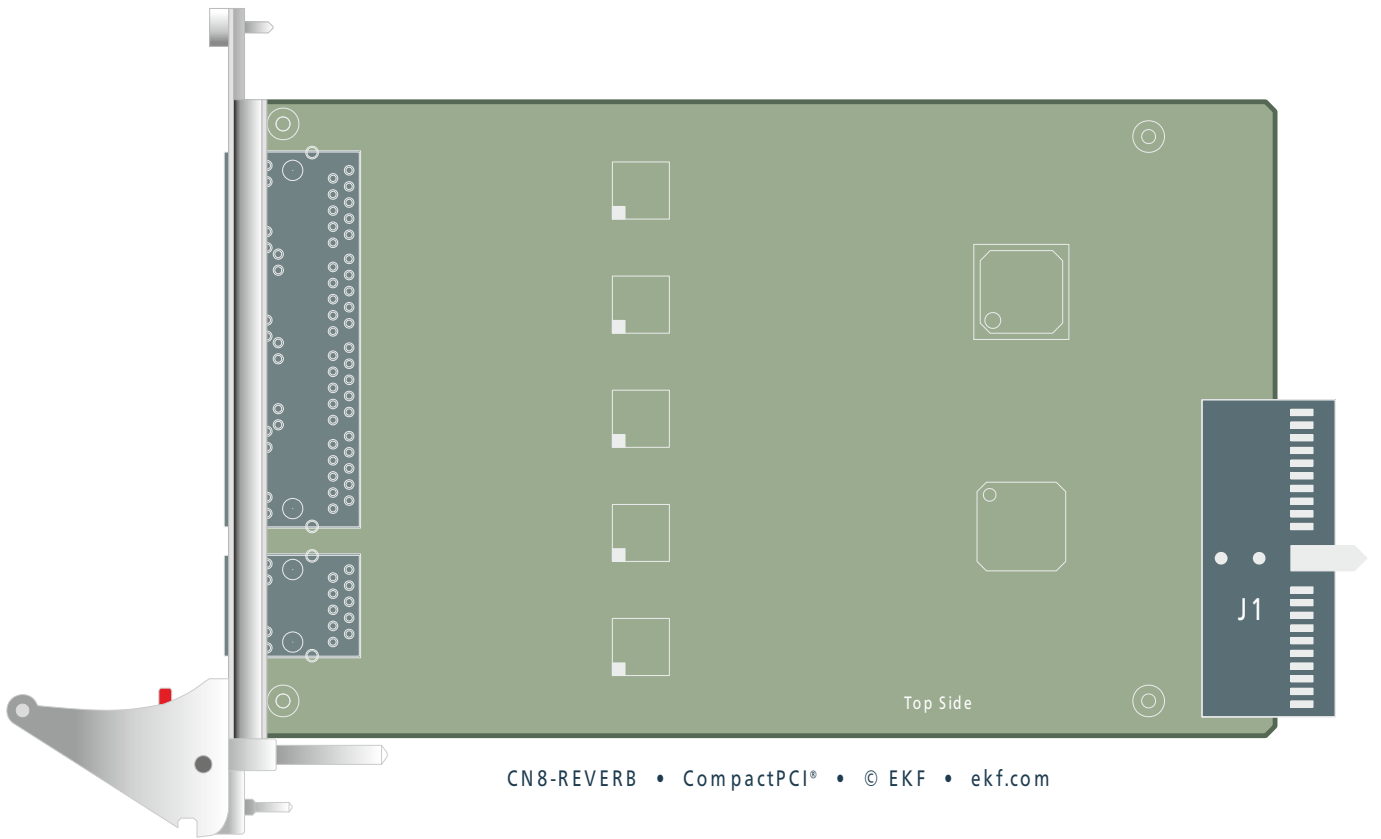 J1
Top Side
CN8-REVERB • CompactPCI® • © EKF • ekf.com